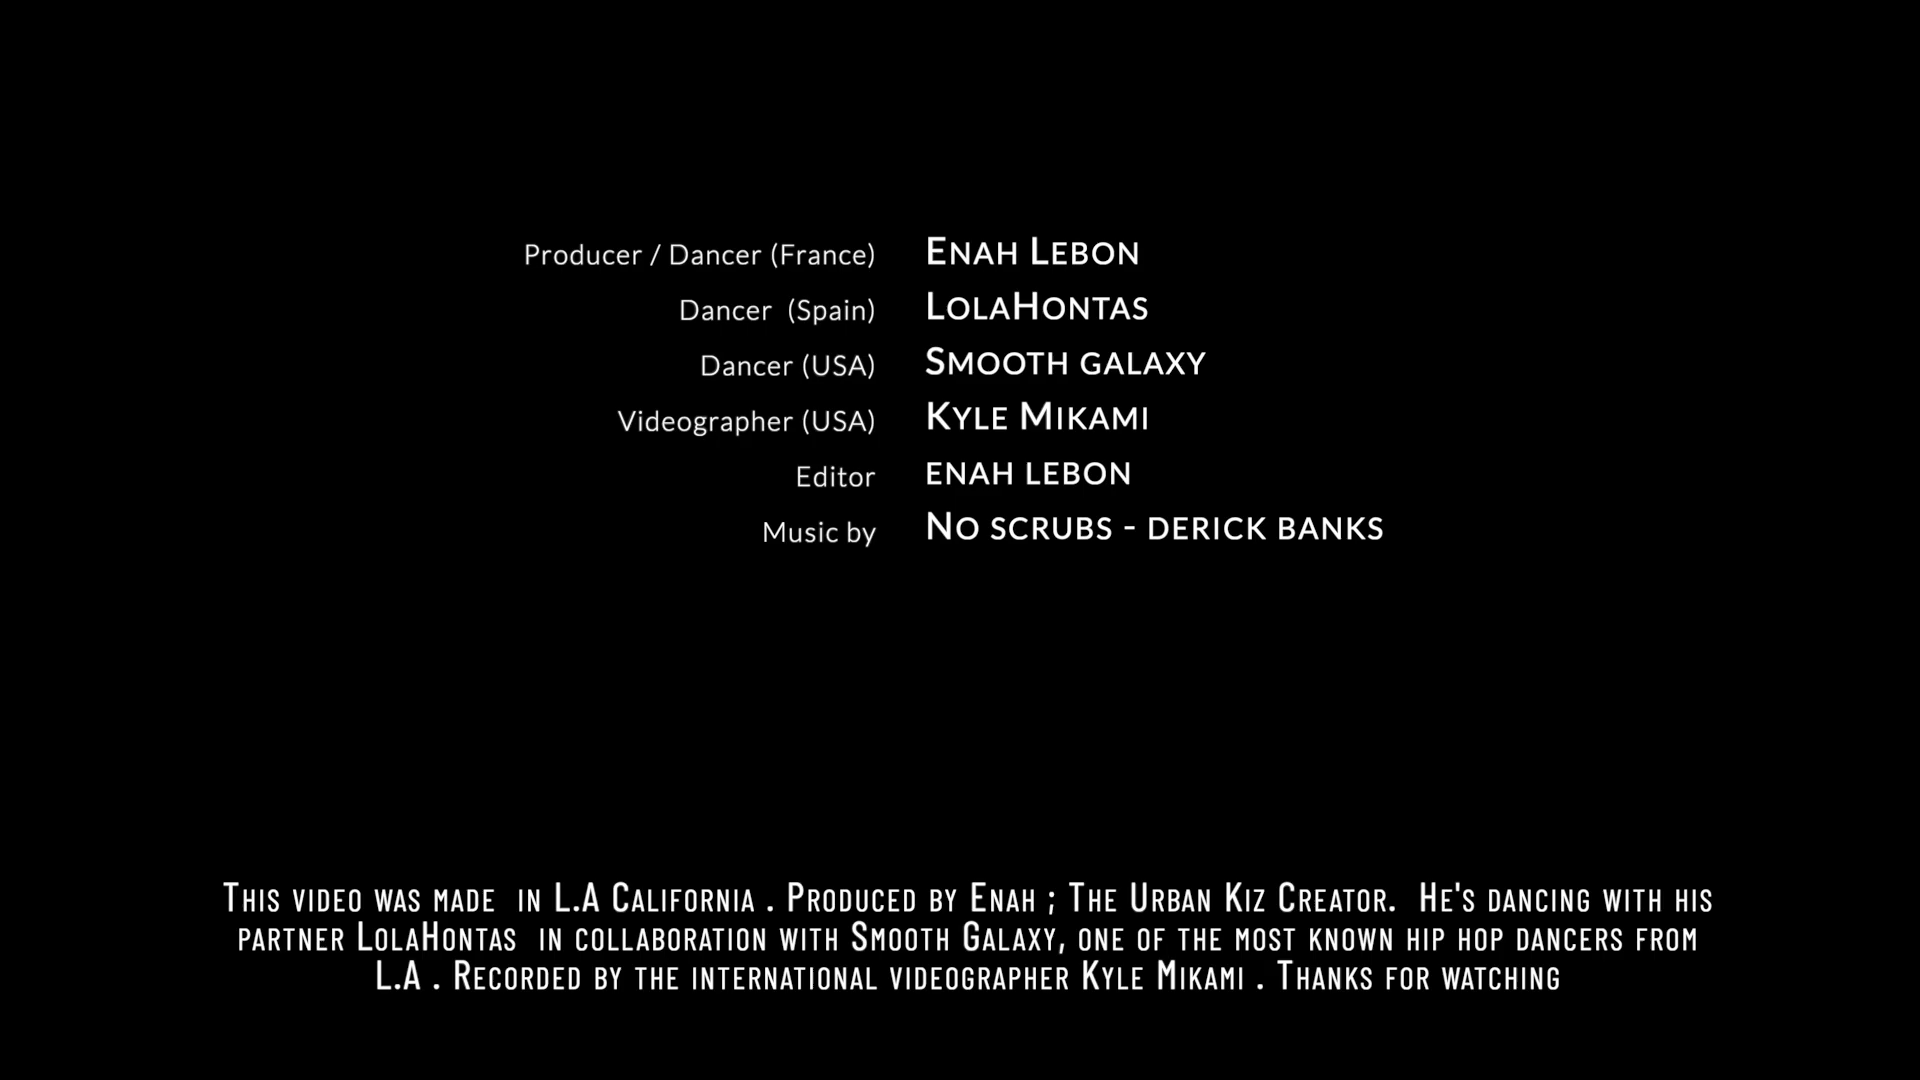 Producer / Dancer (France) Enah Lebon
Dancer (Spain) LolaHontas
Dancer (USA) Smooth galaxy
Videographer (USA) Kyle Mikami
Editor enah lebon
Music by No scrubs - derick banks
This video was made in L.A California . Produced by Enah ; The Urban Kiz Creator. He's dancing with his
partner LolaHontas in collaboration with Smooth Galaxy, one of the most known hip hop dancers from
L.A . Recorded by the international videographer Kyle Mikami . Thanks for watching